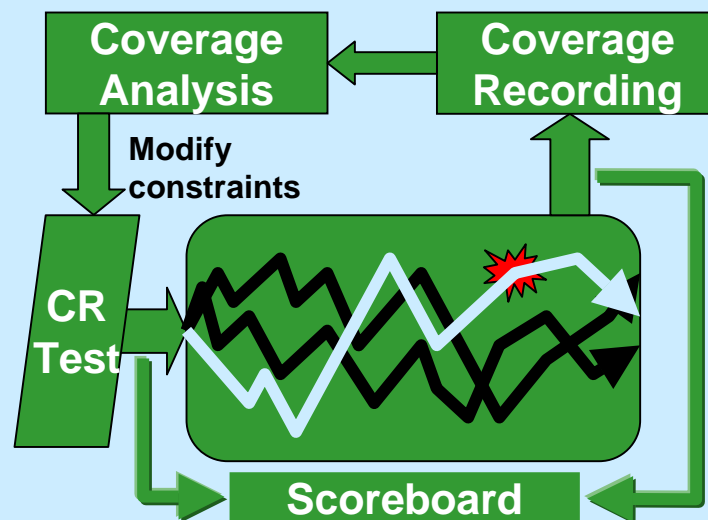 Coverage
Analysis
Coverage
Recording
Modify
constraints
CR
Test
Scoreboard